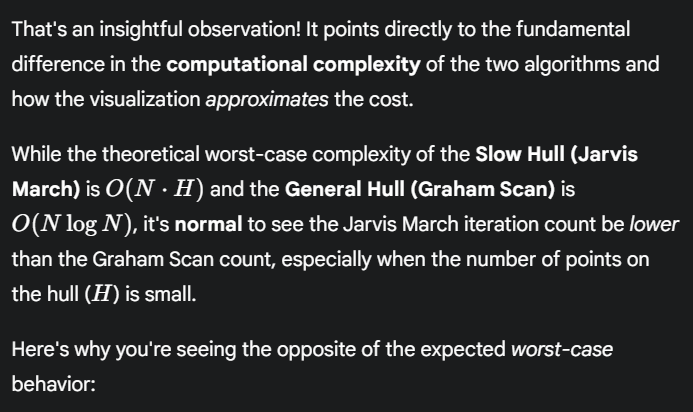 That's an insightful observation! It points directly to the fundamental
difference in the computational complexity of the two algorithms and
how the visualization approximates the cost.
While the theoretical worst-case complexity of the Slow Hull (Jarvis
March) is O(N · H) and the General Hull (Graham Scan) is
O(N log N), it's normal to see the Jarvis March iteration count be lower
than the Graham Scan count, especially when the number of points on
the hull (H) is small.
Here's why you're seeing the opposite of the expected worst-case
behavior: